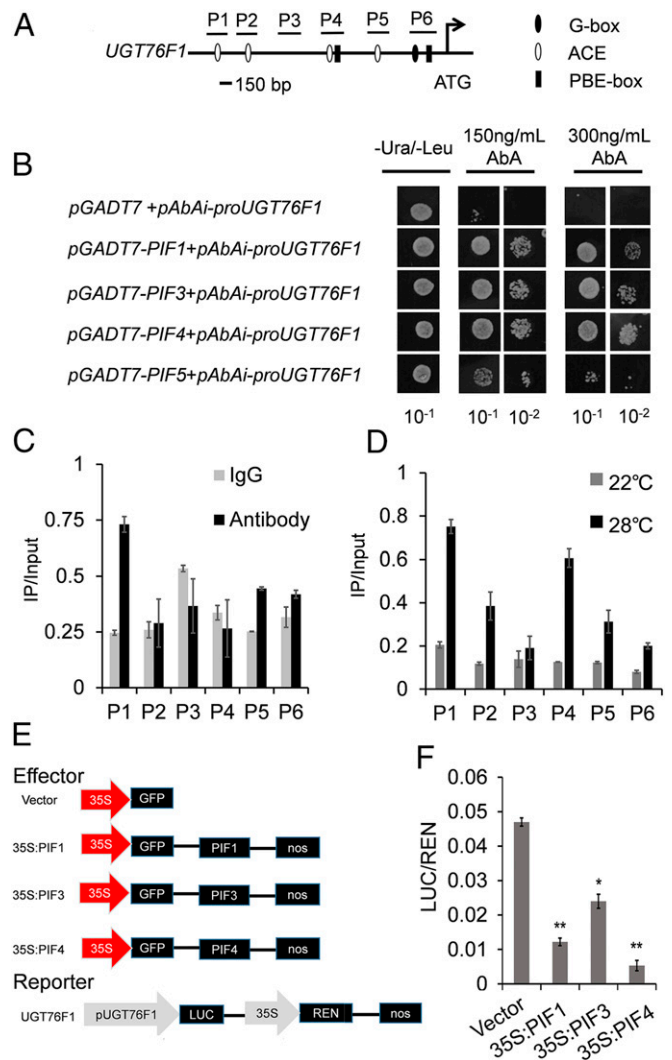 A
P1 P2 P3 P4 P5 P6
UGT76F1
ATG
150 bp
G-box
ACE
PBE-box
B
-Ura/-Leu
150ng/mL AbA
300ng/mL AbA
pGADT7 +pAbAi-proUGT76F1
pGADT7-PIF1+pAbAi-proUGT76F1
pGADT7-PIF3+pAbAi-proUGT76F1
pGADT7-PIF4+pAbAi-proUGT76F1
pGADT7-PIF5+pAbAi-proUGT76F1
10⁻¹ 10⁻¹ 10⁻² 10⁻¹ 10⁻²
C
IP/Input
1
0.75
0.5
0.25
0
IgG
Antibody
P1 P2 P3 P4 P5 P6
D
IP/Input
1
0.8
0.6
0.4
0.2
0
22℃
28℃
P1 P2 P3 P4 P5 P6
E
Effector
Vector 35S GFP
35S:PIF1 35S GFP PIF1 nos
35S:PIF3 35S GFP PIF3 nos
35S:PIF4 35S GFP PIF4 nos
Reporter
UGT76F1 pUGT76F1 LUC 35S REN nos
F
LUC/REN
0.06
0.05
0.04
0.03
0.02
0.01
0
** * **
Vector
35S:PIF1
35S:PIF3
35S:PIF4